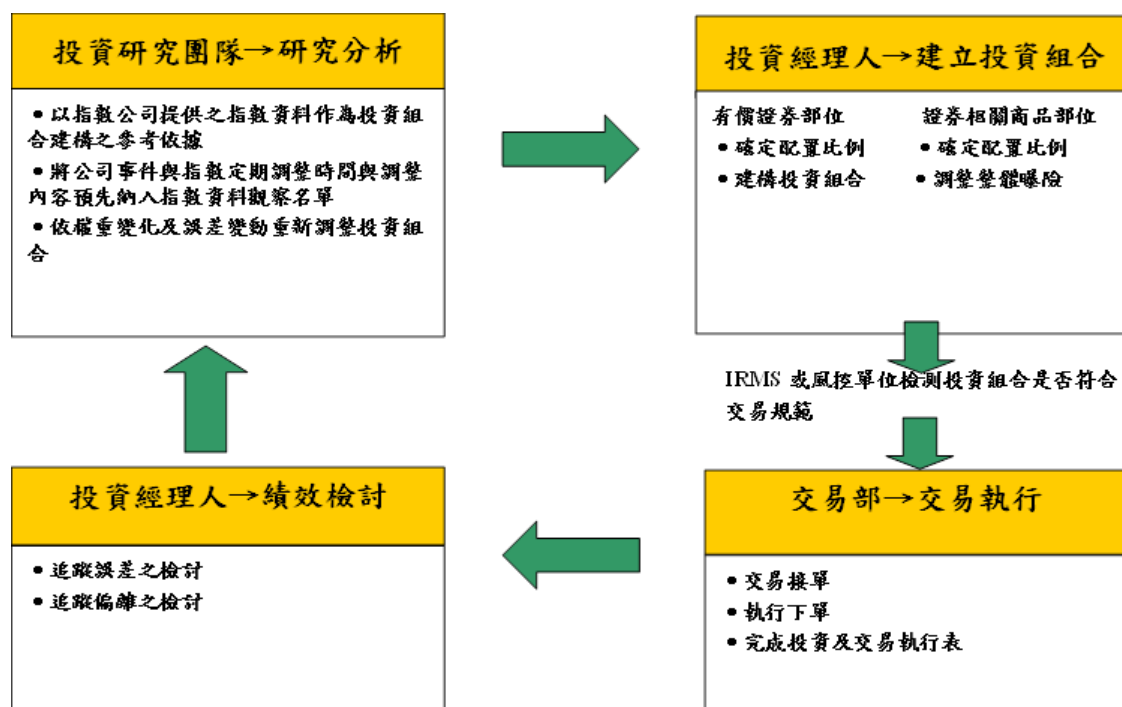 投資研究團隊→研究分析
• 以指數公司提供之指數資料作為投資組
合建構之參考依據
• 將公司事件與指數定期調整時間與調整
內容預先納入指數資料觀察名單
• 依權重變化及誤差變動重新調整投資組
合
投資經理人→建立投資組合
有價證券部位
• 確定配置比例
• 建構投資組合
證券相關商品部位
• 確定配置比例
• 調整整體曝險
IRMS 或風控單位檢測投資組合是否符合
交易規範
交易部→交易執行
• 交易接單
• 執行下單
• 完成投資及交易執行表
投資經理人→績效檢討
• 追蹤誤差之檢討
• 追蹤偏離之檢討